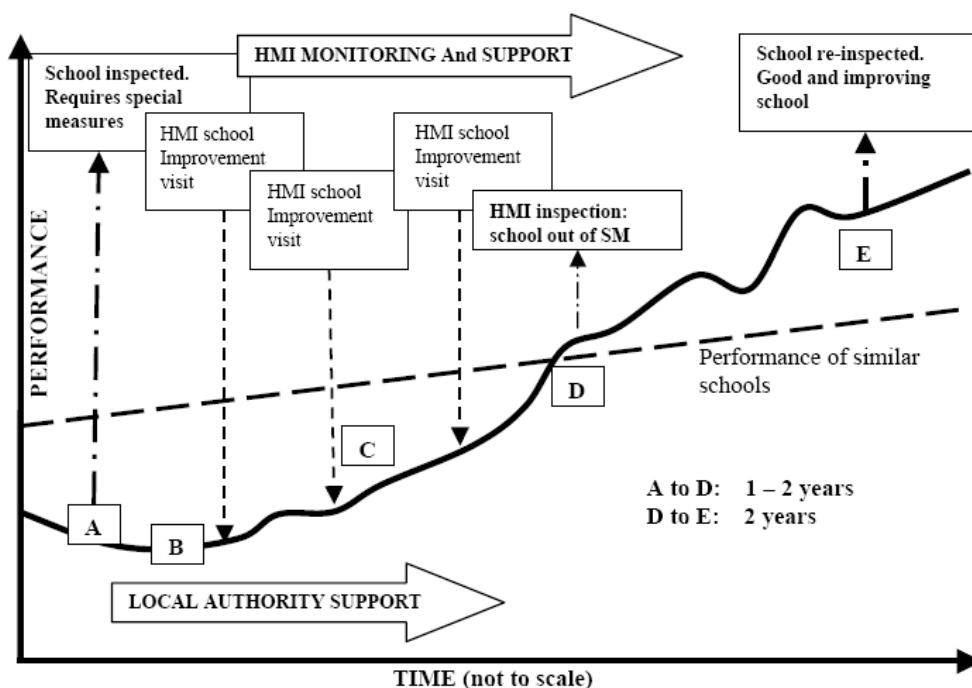 HMI MONITORING And SUPPORT
School inspected.
Requires special
measures
School re-inspected.
Good and improving
school
HMI school
Improvement
visit
HMI school
Improvement
visit
HMI school
Improvement
visit
HMI inspection:
school out of SM
PERFORMANCE
E
Performance of similar
schools
D
C
A to D: 1 – 2 years
D to E: 2 years
A
B
LOCAL AUTHORITY SUPPORT
TIME (not to scale)